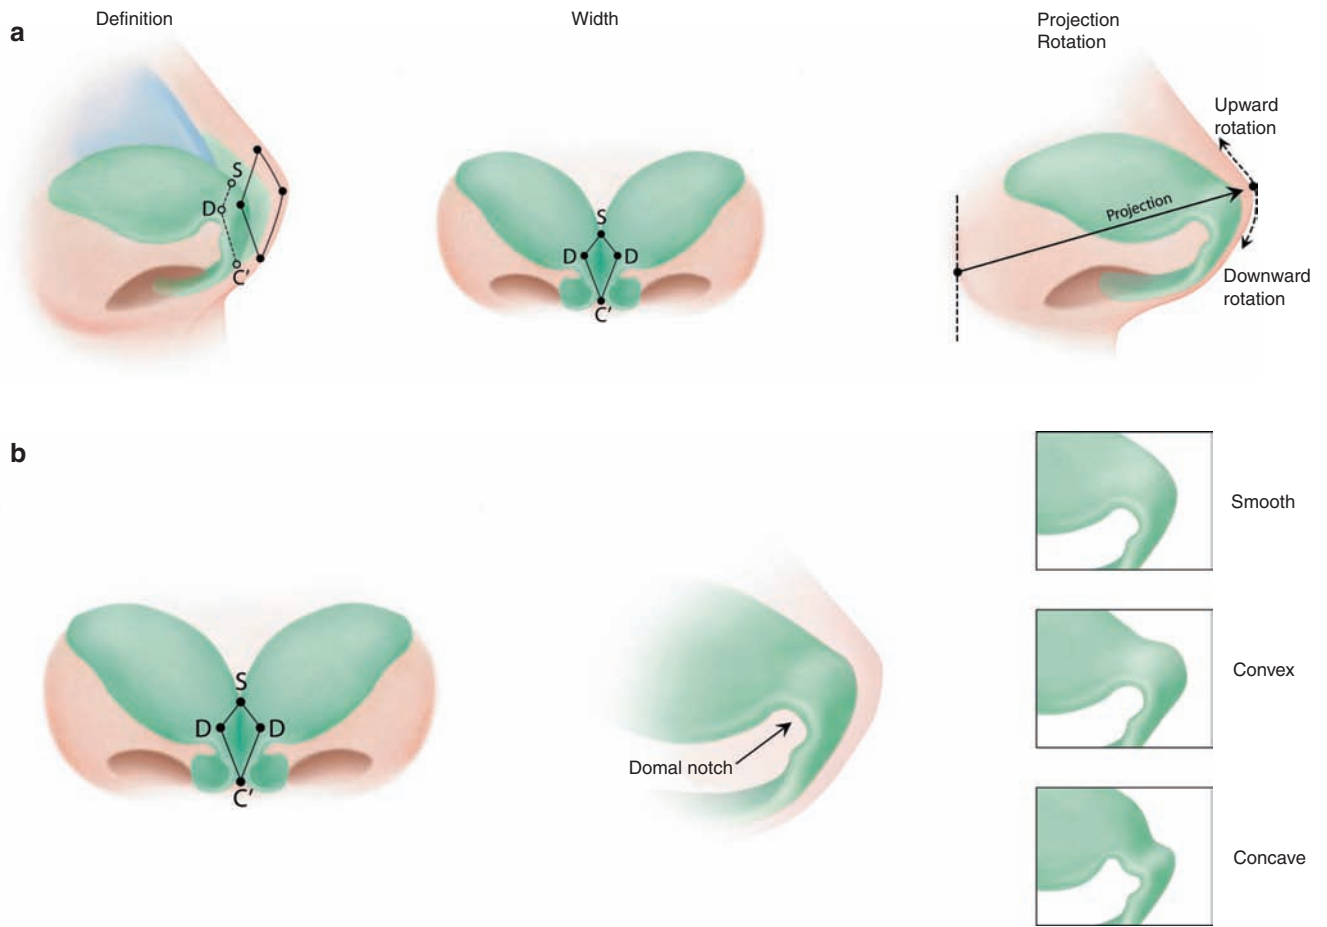 a
Definition
Width
Projection
Rotation
S
D
C′
S
D
D
C′
Upward
rotation
Projection
Downward
rotation
b
S
D
D
C′
Domal notch
Smooth
Convex
Concave